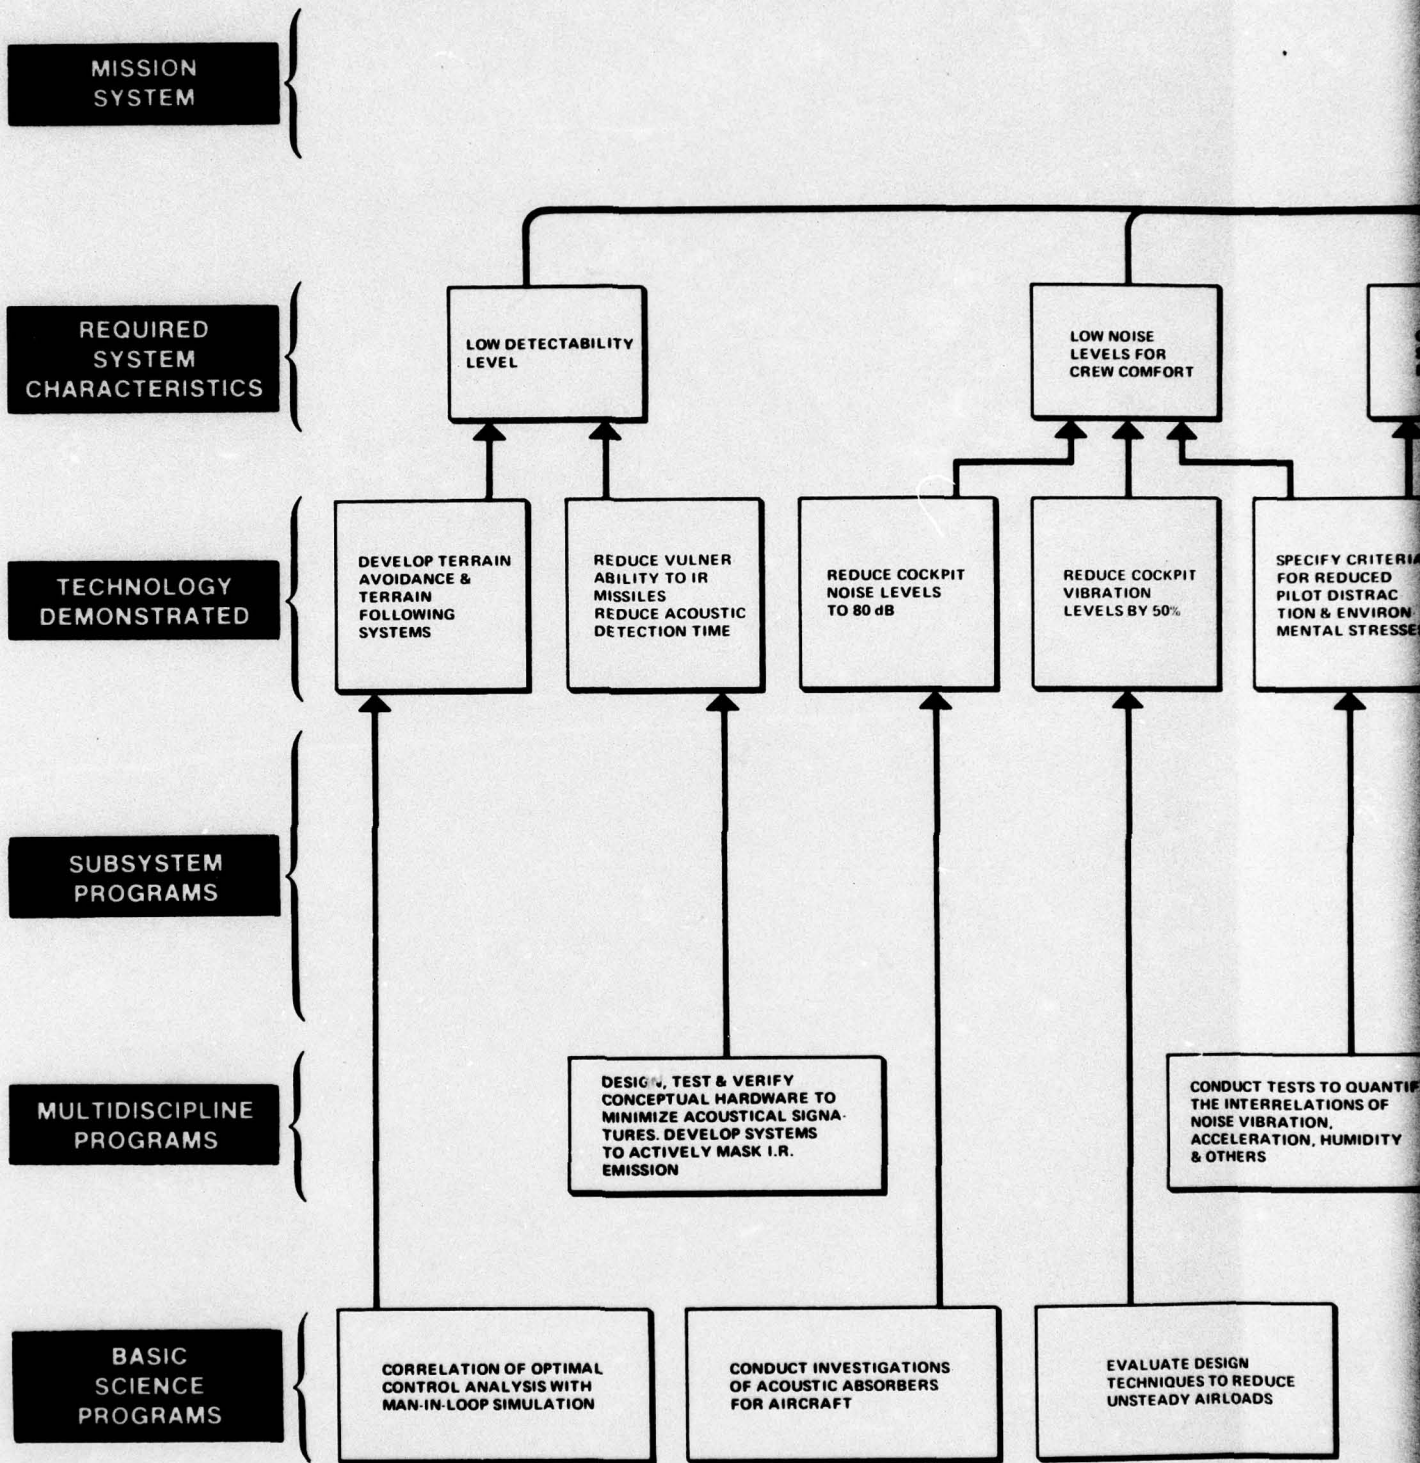 MISSION
SYSTEM
REQUIRED
SYSTEM
CHARACTERISTICS
LOW DETECTABILITY
LEVEL
LOW NOISE
LEVELS FOR
CREW COMFORT
TECHNOLOGY
DEMONSTRATED
DEVELOP TERRAIN
AVOIDANCE &
TERRAIN
FOLLOWING
SYSTEMS
REDUCE VULNER
ABILITY TO IR
MISSILES
REDUCE ACOUSTIC
DETECTION TIME
REDUCE COCKPIT
NOISE LEVELS
TO 80 dB
REDUCE COCKPIT
VIBRATION
LEVELS BY 50%
SPECIFY CRITERIA
FOR REDUCED
PILOT DISTRAC
TION & ENVIRON
MENTAL STRESSE
SUBSYSTEM
PROGRAMS
MULTIDISCIPLINE
PROGRAMS
DESIGN, TEST & VERIFY
CONCEPTUAL HARDWARE TO
MINIMIZE ACOUSTICAL SIGNA-
TURES. DEVELOP SYSTEMS
TO ACTIVELY MASK I.R.
EMISSION
CONDUCT TESTS TO QUANTIF
THE INTERRELATIONS OF
NOISE VIBRATION,
ACCELERATION, HUMIDITY
& OTHERS
BASIC
SCIENCE
PROGRAMS
CORRELATION OF OPTIMAL
CONTROL ANALYSIS WITH
MAN-IN-LOOP SIMULATION
CONDUCT INVESTIGATIONS
OF ACOUSTIC ABSORBERS
FOR AIRCRAFT
EVALUATE DESIGN
TECHNIQUES TO REDUCE
UNSTEADY AIRLOADS